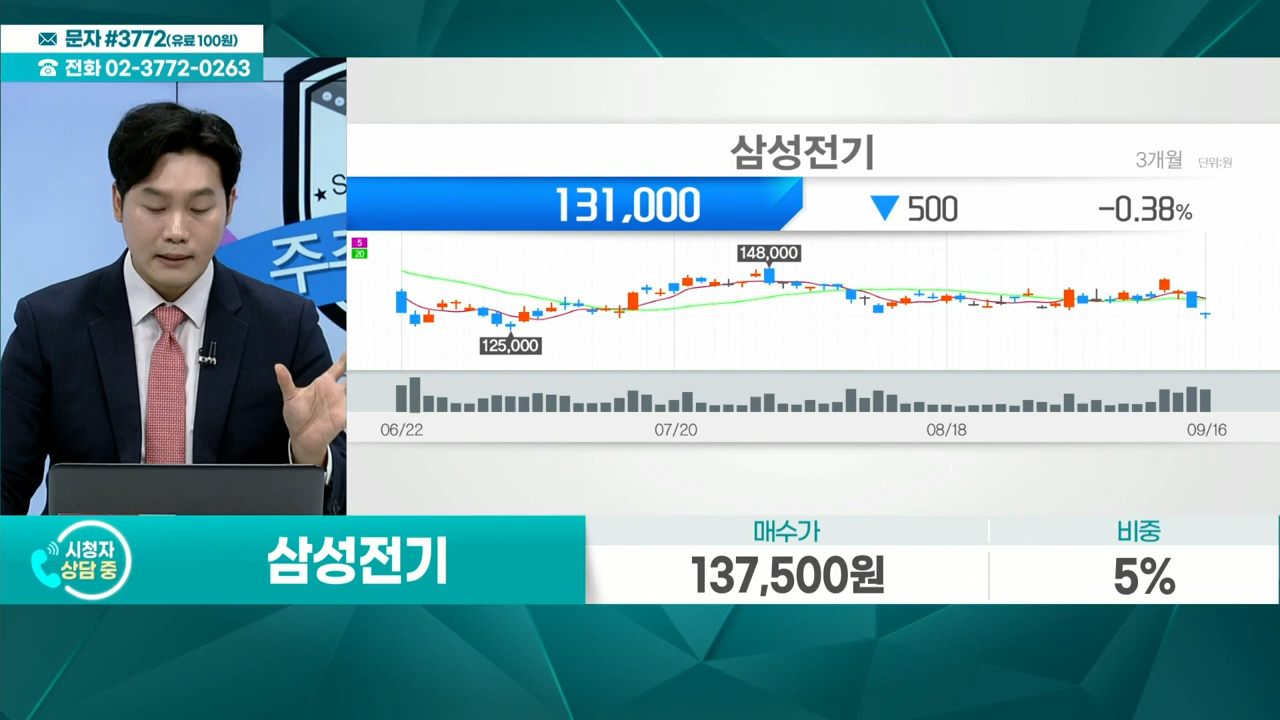 문자 #3772(유료 100원)
전화 02-3772-0263
삼성전기
3개월 단위:원
131,000
▼ 500
-0.38%
5
20
148,000
125,000
06/22 07/20 08/18 09/16
시청자
상담 중
삼성전기
매수가
비중
137,500원
5%